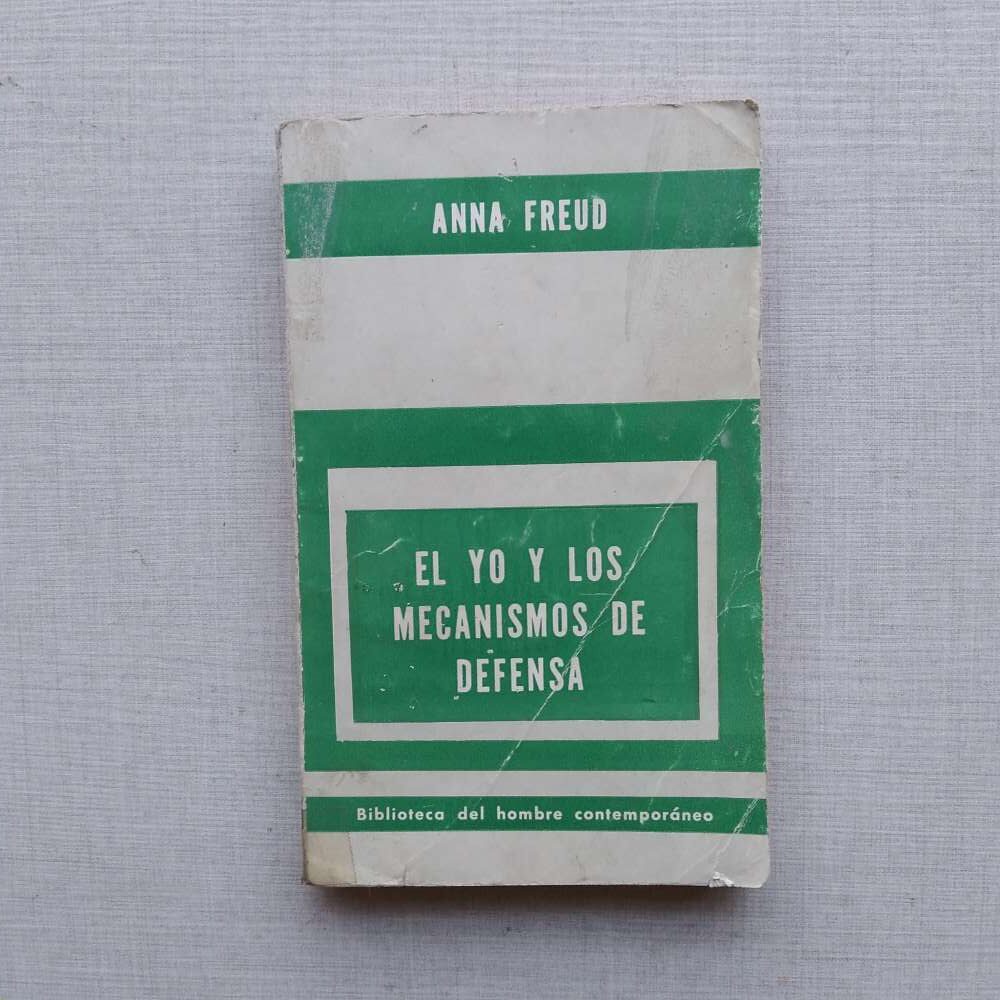 ANNA FREUD
EL YO Y LOS
MECANISMOS DE
DEFENSA
Biblioteca del hombre contemporáneo